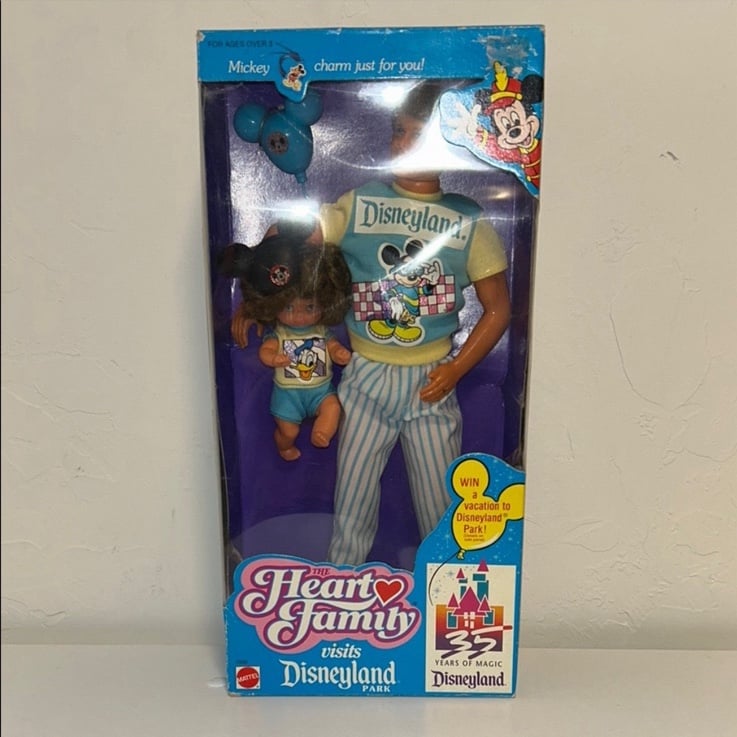 FOR AGES OVER 3
Mickey charm just for you!
Disneyland.
WIN
a
vacation to
Disneyland®
Park!
THE
Heart
Family
visits
Disneyland
PARK
MATTEL
35
YEARS OF MAGIC
Disneyland